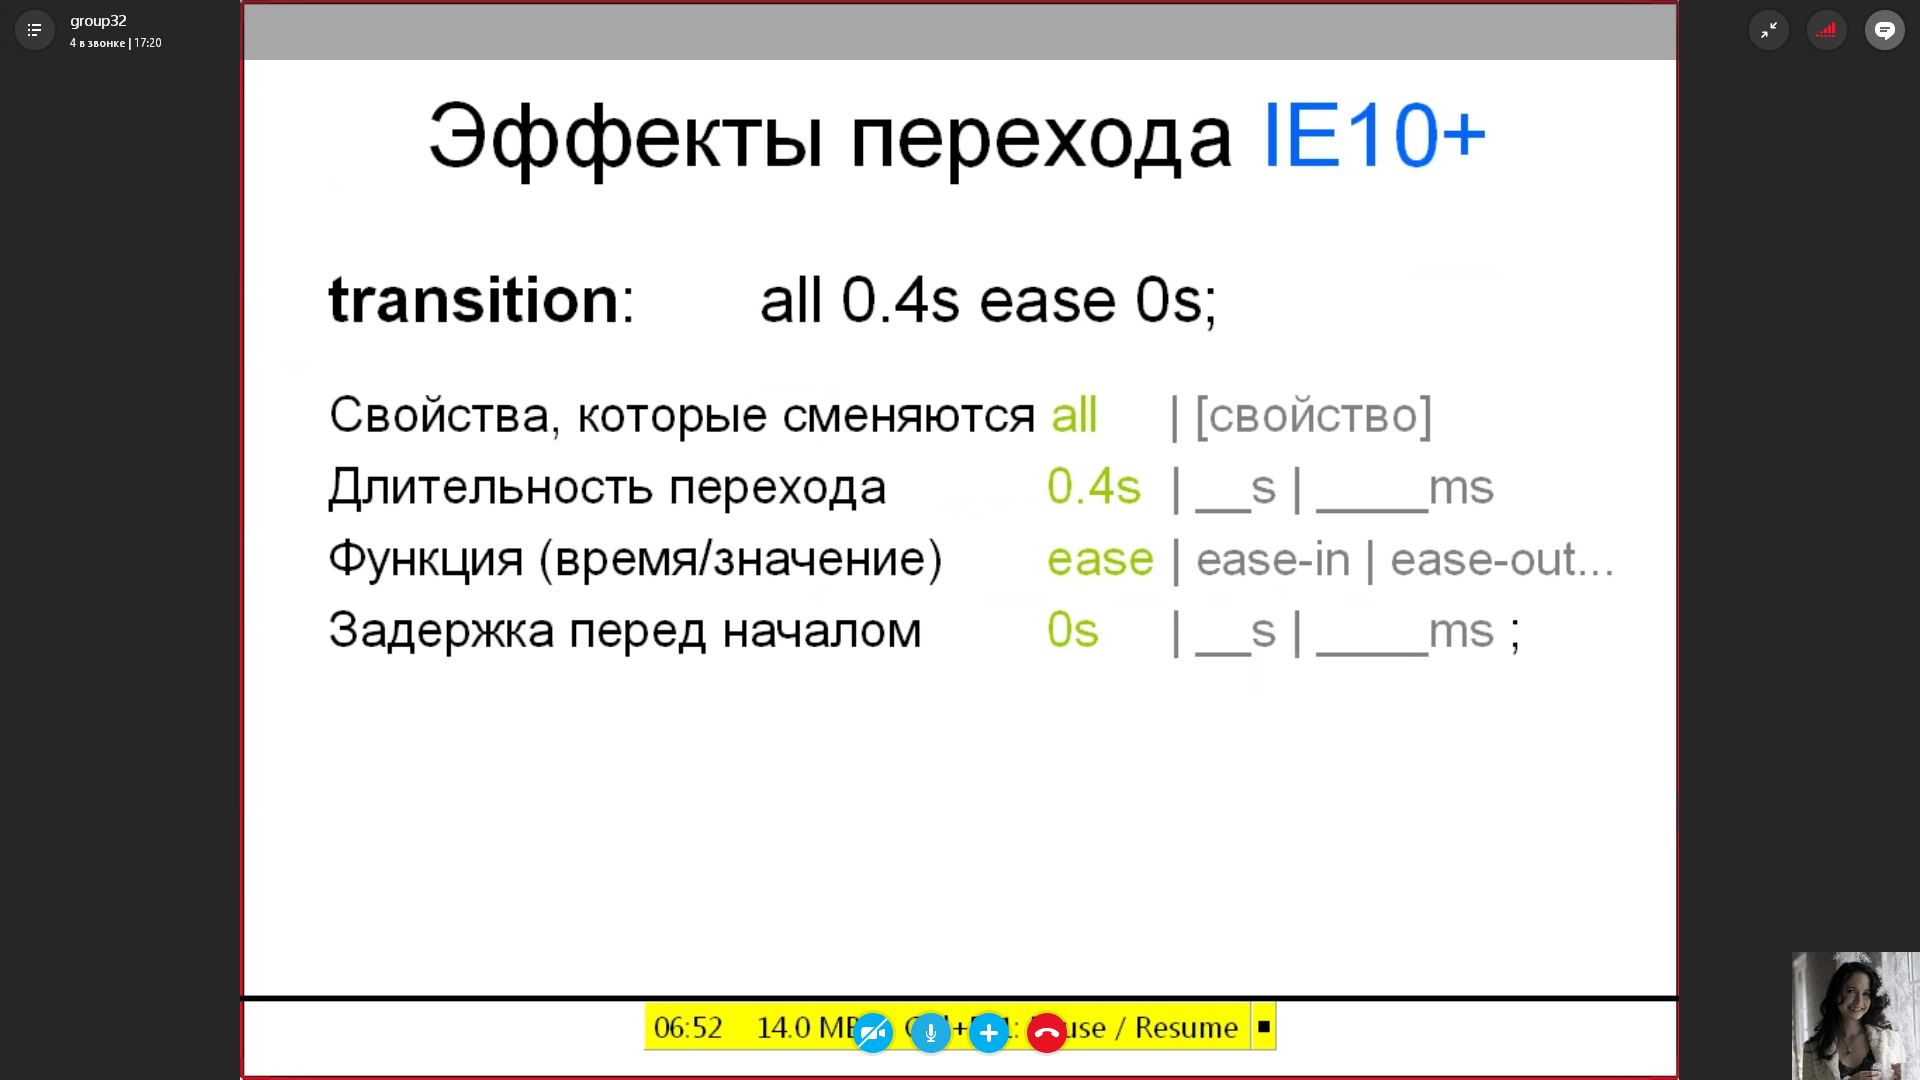 group32
4 в звонке | 17:20
Эффекты перехода IE10+
transition: all 0.4s ease 0s;
Свойства, которые сменяются all | [свойство]
Длительность перехода 0.4s | __s | ____ms
Функция (время/значение) ease | ease-in | ease-out...
Задержка перед началом 0s | __s | ____ms ;
06:52 14.0 MB / Resume